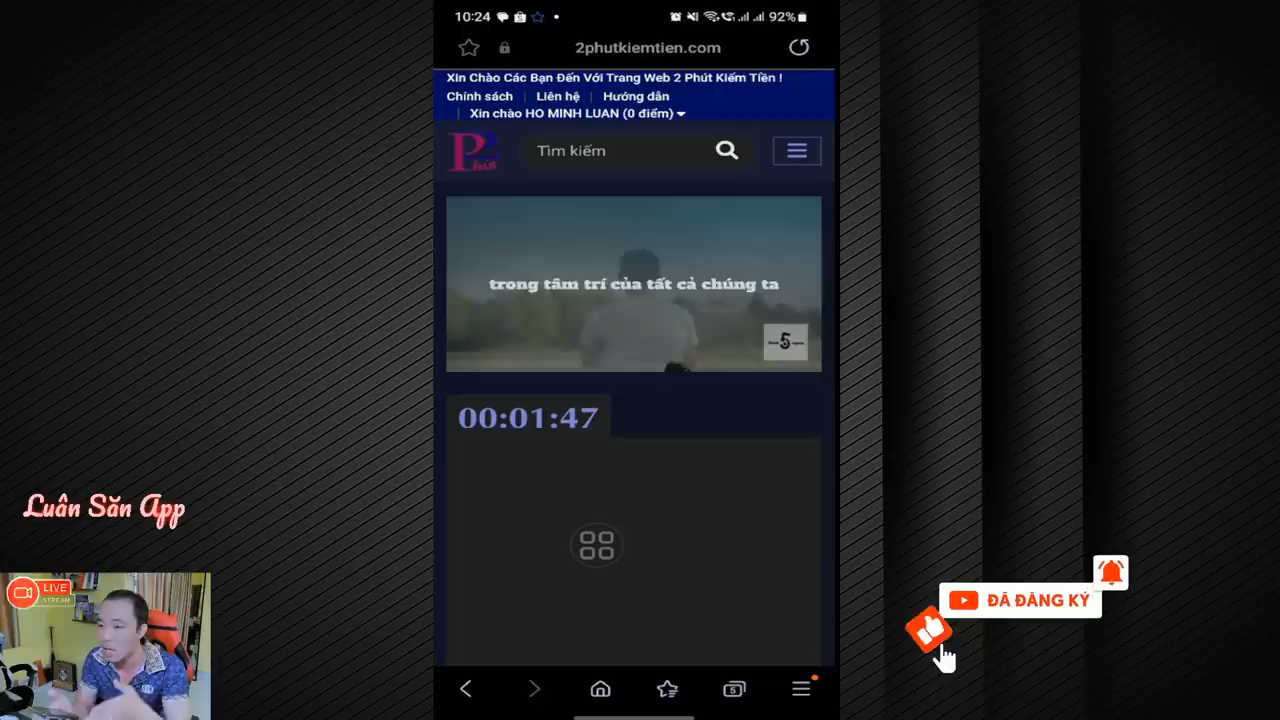 10:24
92%
2phutkiemtien.com
Xin Chào Các Bạn Đến Với Trang Web 2 Phút Kiếm Tiền !
Chính sách | Liên hệ | Hướng dẫn
| Xin chào HO MINH LUAN (0 điểm)
Tìm kiếm
trong tâm trí của tất cả chúng ta
5
00:01:47
Luân Săn App
LIVE
STREAM
ĐÃ ĐĂNG KÝ
5